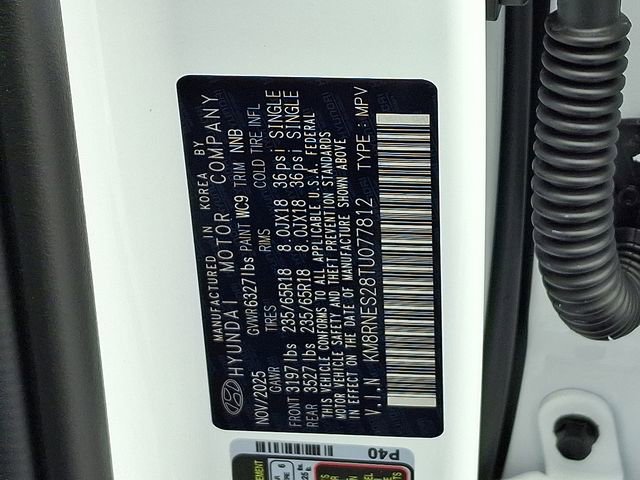 MANUFACTURED IN KOREA BY
HYUNDAI MOTOR COMPANY
NOV/2025 GVWR 6327lbs PAINT WC9 TRIM NNB
GAWR TIRES RIMS COLD TIRE INFL
FRONT 3197 lbs 235/65R18 8.0JX18 36psi SINGLE
REAR 3527 lbs 235/65R18 8.0JX18 36psi SINGLE
THIS VEHICLE CONFORMS TO ALL APPLICABLE U.S.A. FEDERAL
MOTOR VEHICLE SAFETY AND THEFT PREVENTION STANDARDS
IN EFFECT ON THE DATE OF MANUFACTURE SHOWN ABOVE
V.I.N KM8RNES28TU077812 TYPE : MPV
P40